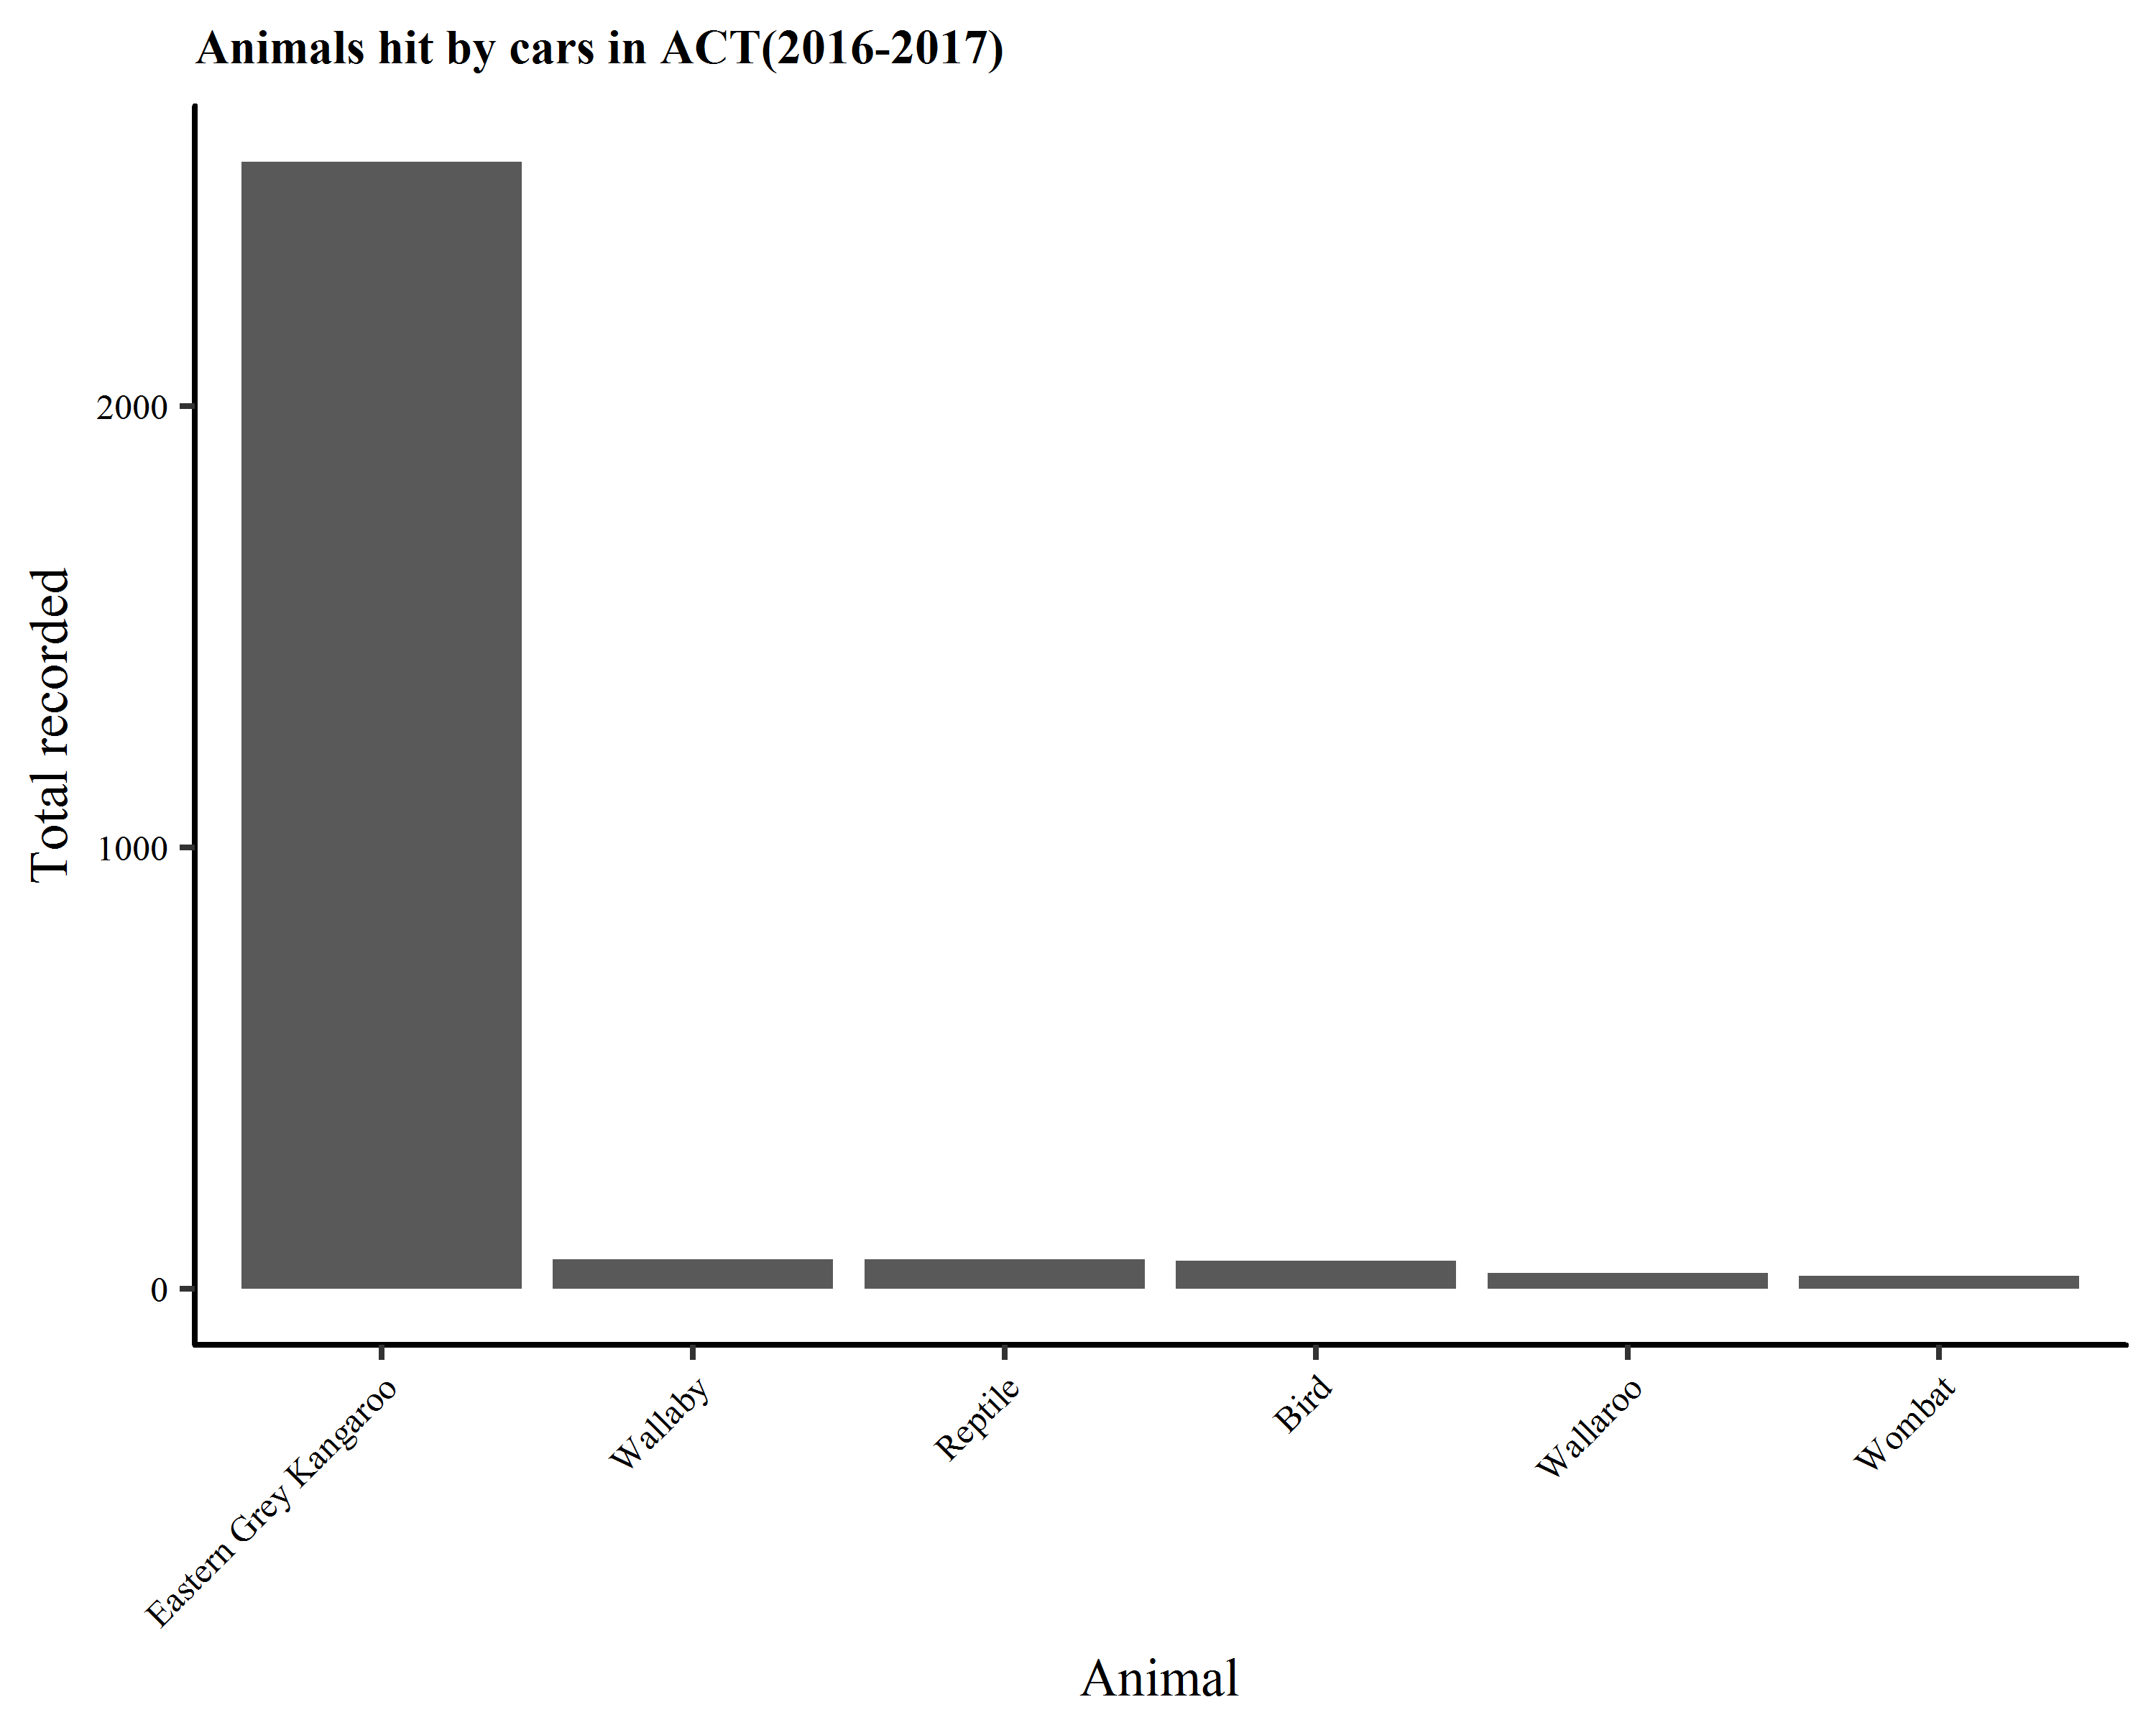 Animals hit by cars in ACT(2016-2017)
Total recorded
2000
1000
0
Eastern Grey Kangaroo
Wallaby
Reptile
Bird
Wallaroo
Wombat
Animal